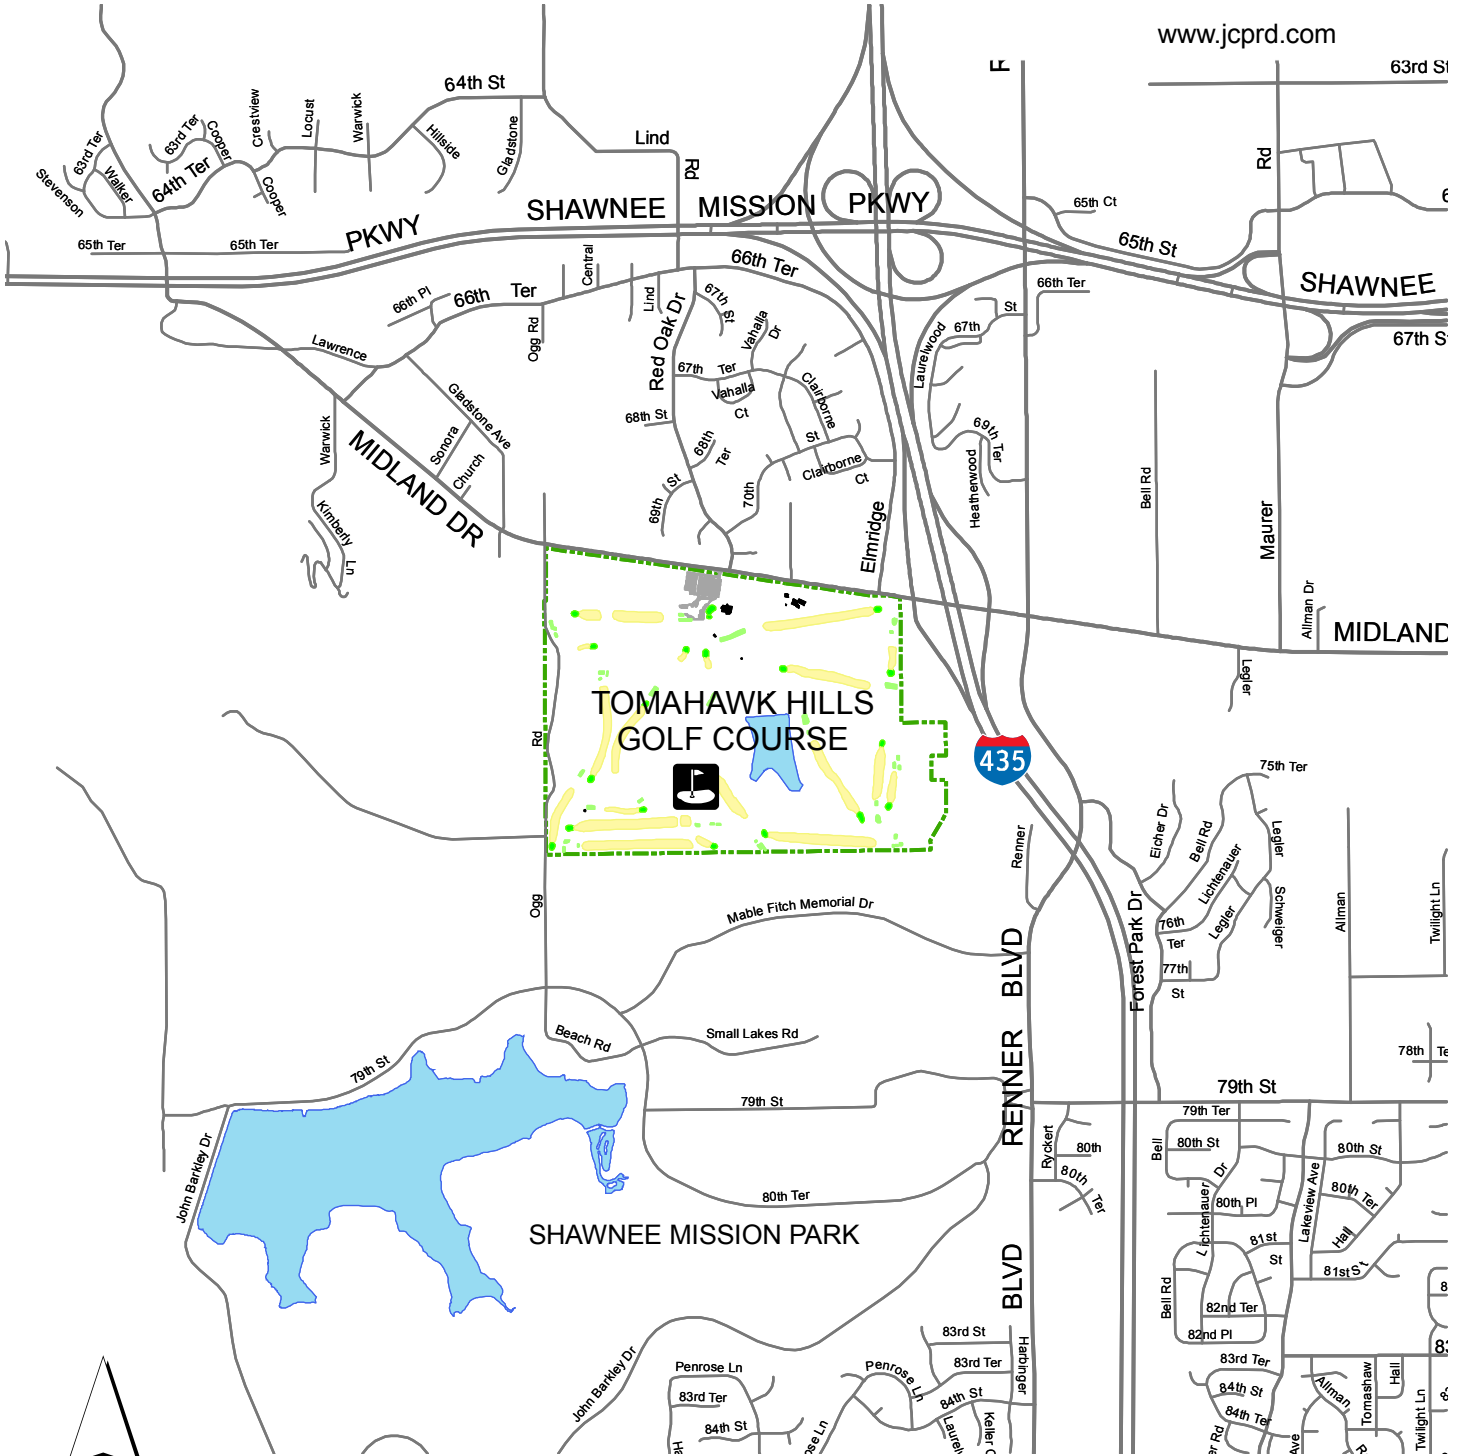 www.jcprd.com
63rd St
64th St
Crestview
Locust
Warwick
Hillside
Gladstone
Lind
Rd
Rd
63rd Ter
Cooper
63rd Ter
Walker
Stevenson
64th Ter
Cooper
SHAWNEE MISSION PKWY
PKWY
65th Ter
65th Ter
65th Ct
65th St
66th Ter
66th Ter
SHAWNEE
67th St
66th Pl
66th Ter
Central
Lind
Ogg Rd
Red Oak Dr
67th St
Vahalla Dr
67th Ter
Vahalla Ct
Clairborne
St
Clairborne Ct
68th St
68th Ter
69th St
70th
Laurelwood
67th
St
69th Ter
Heatherwood
Lawrence
Gladstone Ave
Sonora
Church
Warwick
MIDLAND DR
Kimberly Ln
Elmridge
Bell Rd
Maurer
Allman Dr
MIDLAND
Legler
TOMAHAWK HILLS
GOLF COURSE
435
Rd
Ogg
75th Ter
Eicher Dr
Bell Rd
Legler
Lichtenauer
Legler
Schweiger
Renner
Forest Park Dr
76th Ter
77th St
Allman
Twilight Ln
Mable Fitch Memorial Dr
RENNER BLVD
Beach Rd
Small Lakes Rd
79th St
79th St
79th St
78th Te
John Barkley Dr
80th Ter
SHAWNEE MISSION PARK
BLVD
Ryckert
80th
80th Ter
79th Ter
Bell
80th St
Dr
Lichtenauer
80th Pl
Lakeview Ave
80th St
80th Ter
Hall
81st St
81st St
Bell Rd
82nd Ter
82nd Pl
8
83
John Barkley Dr
Penrose Ln
83rd Ter
84th St
Penrose Ln
83rd St
83rd Ter
84th St
Harbinger
83rd Ter
84th St
84th Ter
Allman
Tomashaw
Hall
Twilight Ln
Ave